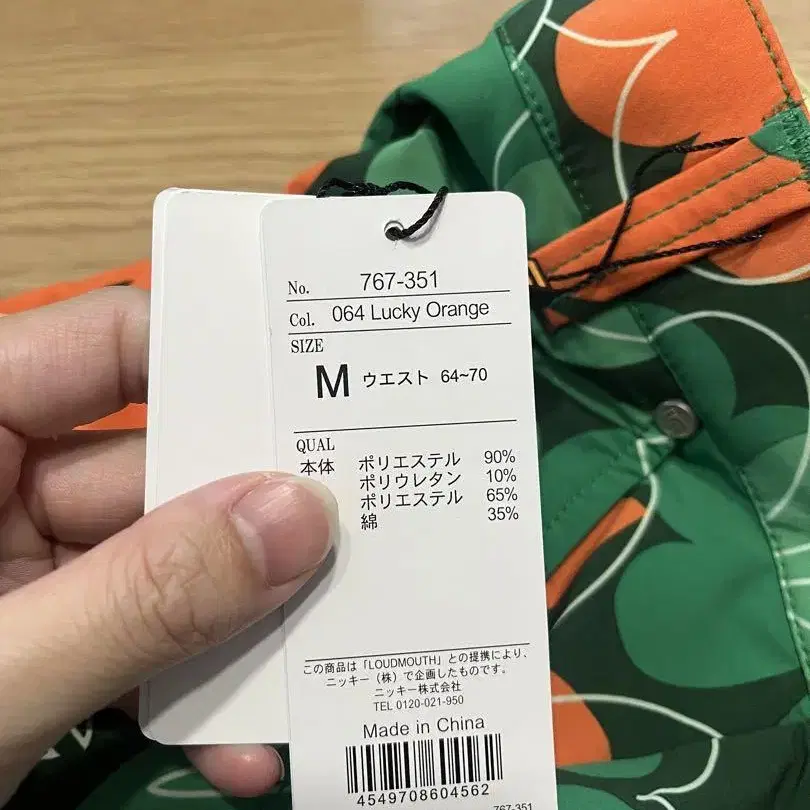 No. 767-351
Col. 064 Lucky Orange
SIZE
M ウエスト 64~70
QUAL
本体 ポリエステル 90%
ポリウレタン 10%
ポリエステル 65%
綿 35%
この商品は「LOUDMOUTH」との提携により、
ニッキー(株)で企画したものです。
ニッキー株式会社
TEL 0120-021-950
Made in China
4549708604562
767-351